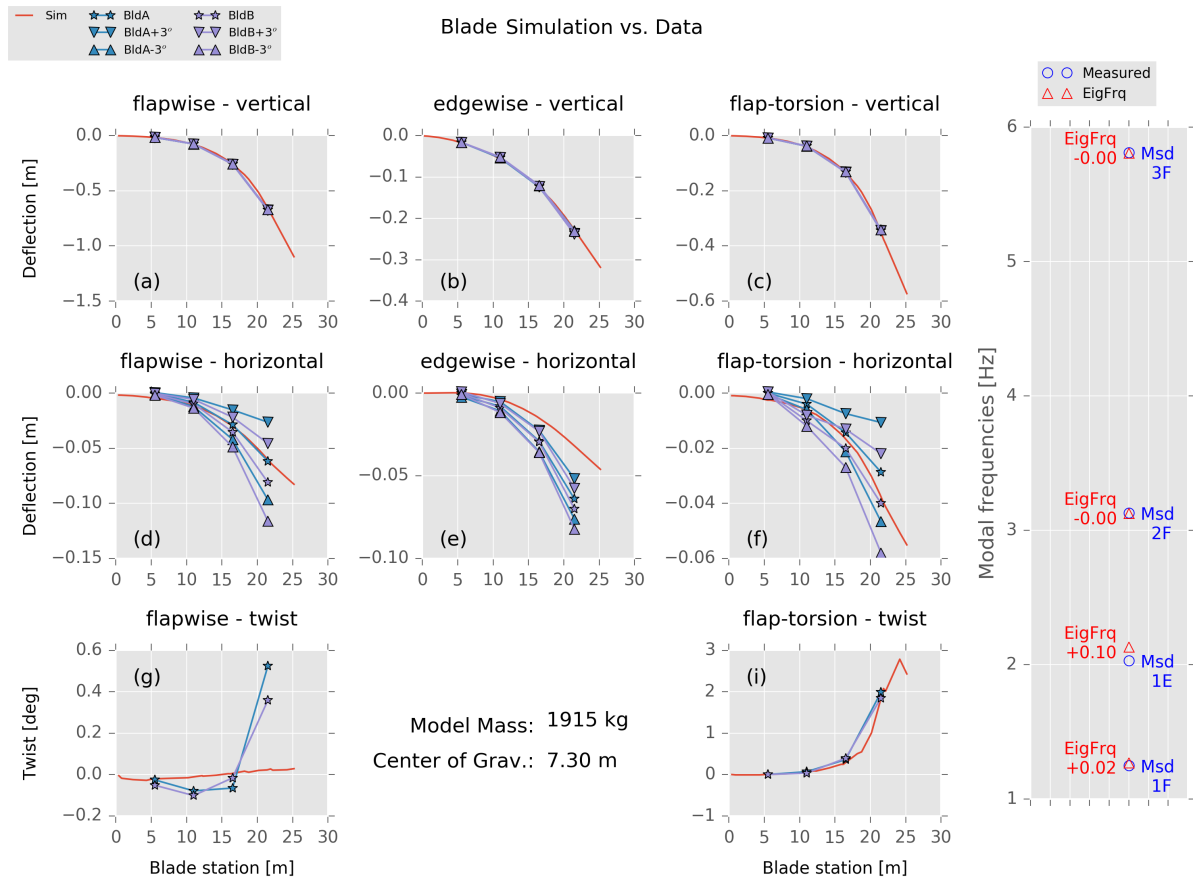 Blade Simulation vs. Data
Sim
BldA
BldA+3°
BldA-3°
BldB
BldB+3°
BldB-3°
flapwise - vertical
Deflection [m]
0.0
−0.5
−1.0
−1.5
(a)
0 5 10 15 20 25 30
edgewise - vertical
0.0
−0.1
−0.2
−0.3
−0.4
(b)
0 5 10 15 20 25 30
flap-torsion - vertical
0.0
−0.2
−0.4
−0.6
(c)
0 5 10 15 20 25 30
flapwise - horizontal
Deflection [m]
0.00
−0.05
−0.10
−0.15
(d)
0 5 10 15 20 25 30
edgewise - horizontal
0.00
−0.05
−0.10
(e)
0 5 10 15 20 25 30
flap-torsion - horizontal
0.00
−0.02
−0.04
−0.06
(f)
0 5 10 15 20 25 30
flapwise - twist
Twist [deg]
0.6
0.4
0.2
0.0
−0.2
(g)
0 5 10 15 20 25 30
Blade station [m]
Model Mass: 1915 kg
Center of Grav.: 7.30 m
flap-torsion - twist
3
2
1
0
−1
(i)
0 5 10 15 20 25 30
Blade station [m]
Measured
EigFrq
Modal frequencies [Hz]
6
5
4
3
2
1
EigFrq
-0.00
Msd
3F
EigFrq
-0.00
Msd
2F
EigFrq
+0.10
Msd
1E
EigFrq
+0.02
Msd
1F